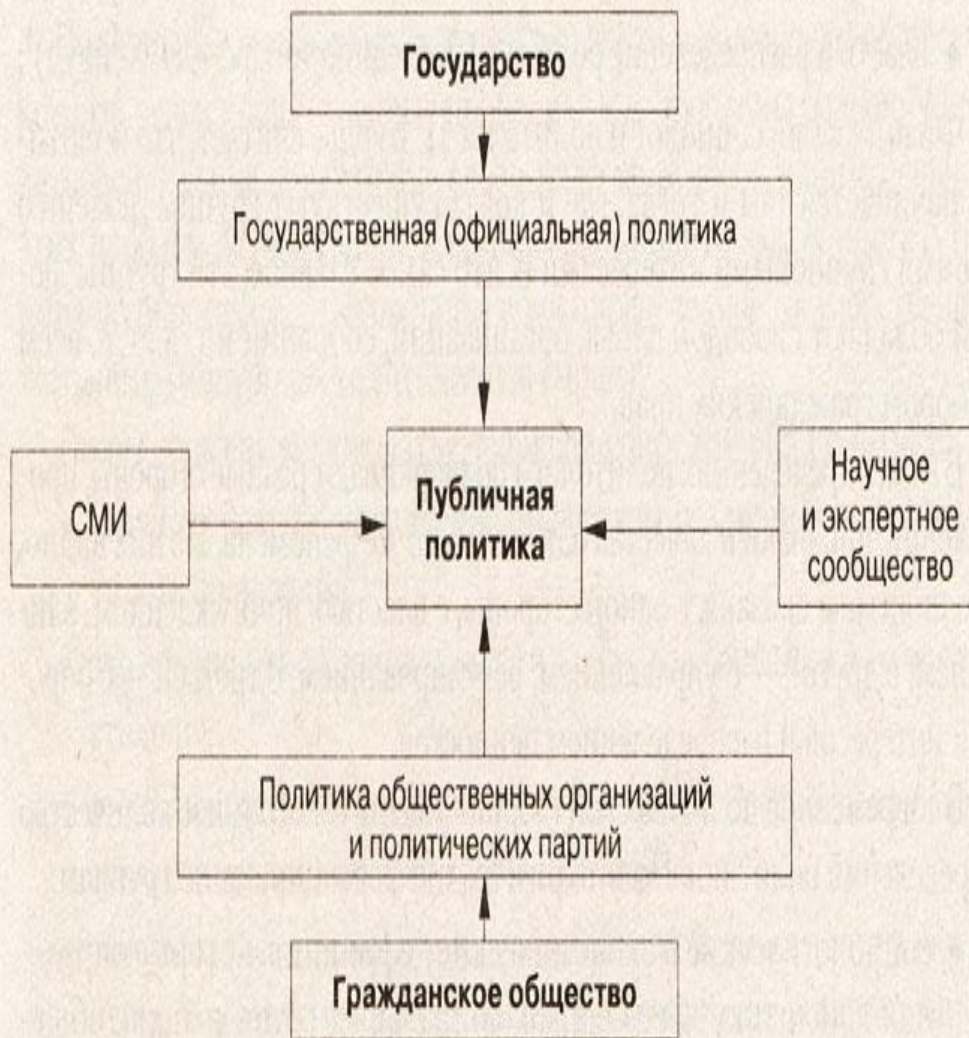 Государство
Государственная (официальная) политика
СМИ
Публичная
политика
Научное
и экспертное
сообщество
Политика общественных организаций
и политических партий
Гражданское общество